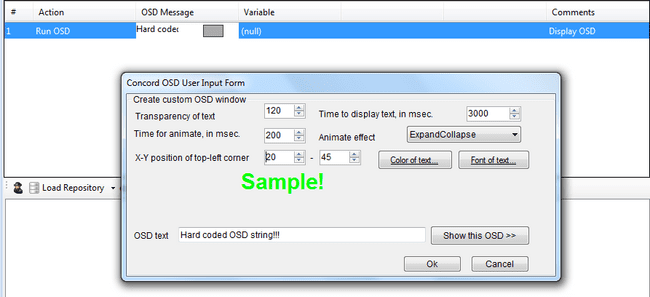 # Action OSD Message Variable Comments
1 Run OSD Hard coded (null) Display OSD
Concord OSD User Input Form
Create custom OSD window
Transparency of text 120 Time to display text, in msec. 3000
Time for animate, in msec. 200 Animate effect ExpandCollapse
X-Y position of top-left corner 20 - 45 Color of text... Font of text...
Sample!
Load Repository
OSD text Hard coded OSD string!!! Show this OSD >>
Ok Cancel